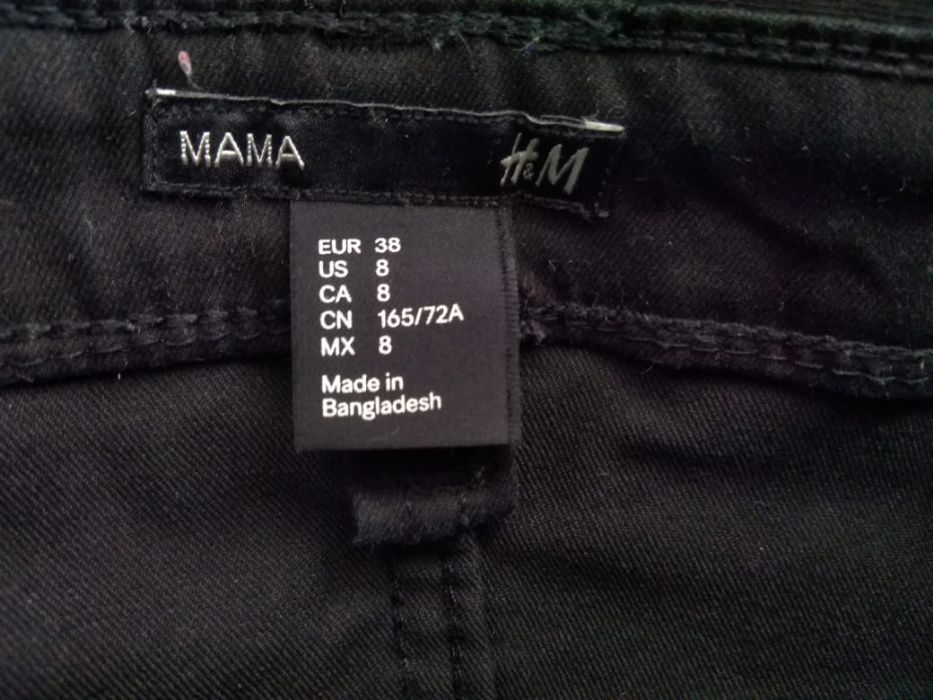 MAMA H&M
EUR 38
US 8
CA 8
CN 165/72A
MX 8
Made in
Bangladesh